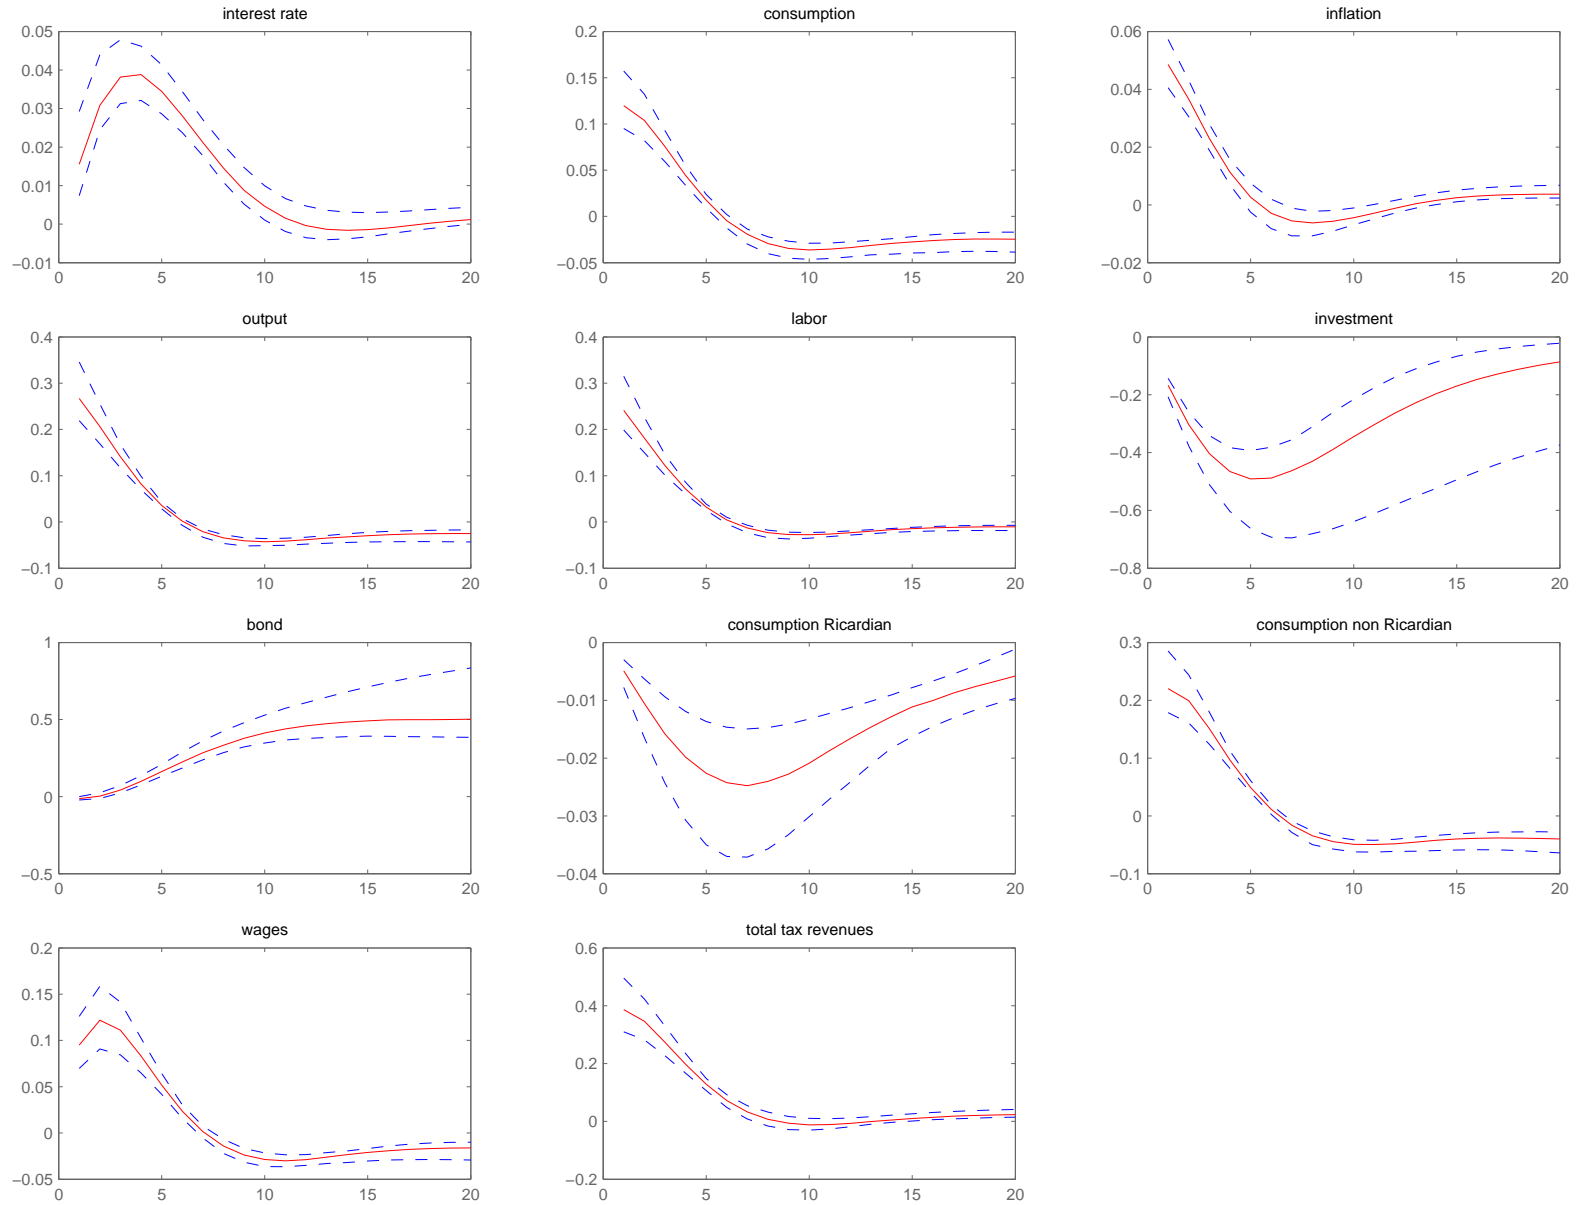 interest rate
0.05
0.04
0.03
0.02
0.01
0
−0.01
0 5 10 15 20
consumption
0.2
0.15
0.1
0.05
0
−0.05
0 5 10 15 20
inflation
0.06
0.04
0.02
0
−0.02
0 5 10 15 20
output
0.4
0.3
0.2
0.1
0
−0.1
0 5 10 15 20
labor
0.4
0.3
0.2
0.1
0
−0.1
0 5 10 15 20
investment
0
−0.2
−0.4
−0.6
−0.8
0 5 10 15 20
bond
1
0.5
0
−0.5
0 5 10 15 20
consumption Ricardian
0
−0.01
−0.02
−0.03
−0.04
0 5 10 15 20
consumption non Ricardian
0.3
0.2
0.1
0
−0.1
0 5 10 15 20
wages
0.2
0.15
0.1
0.05
0
−0.05
0 5 10 15 20
total tax revenues
0.6
0.4
0.2
0
−0.2
0 5 10 15 20